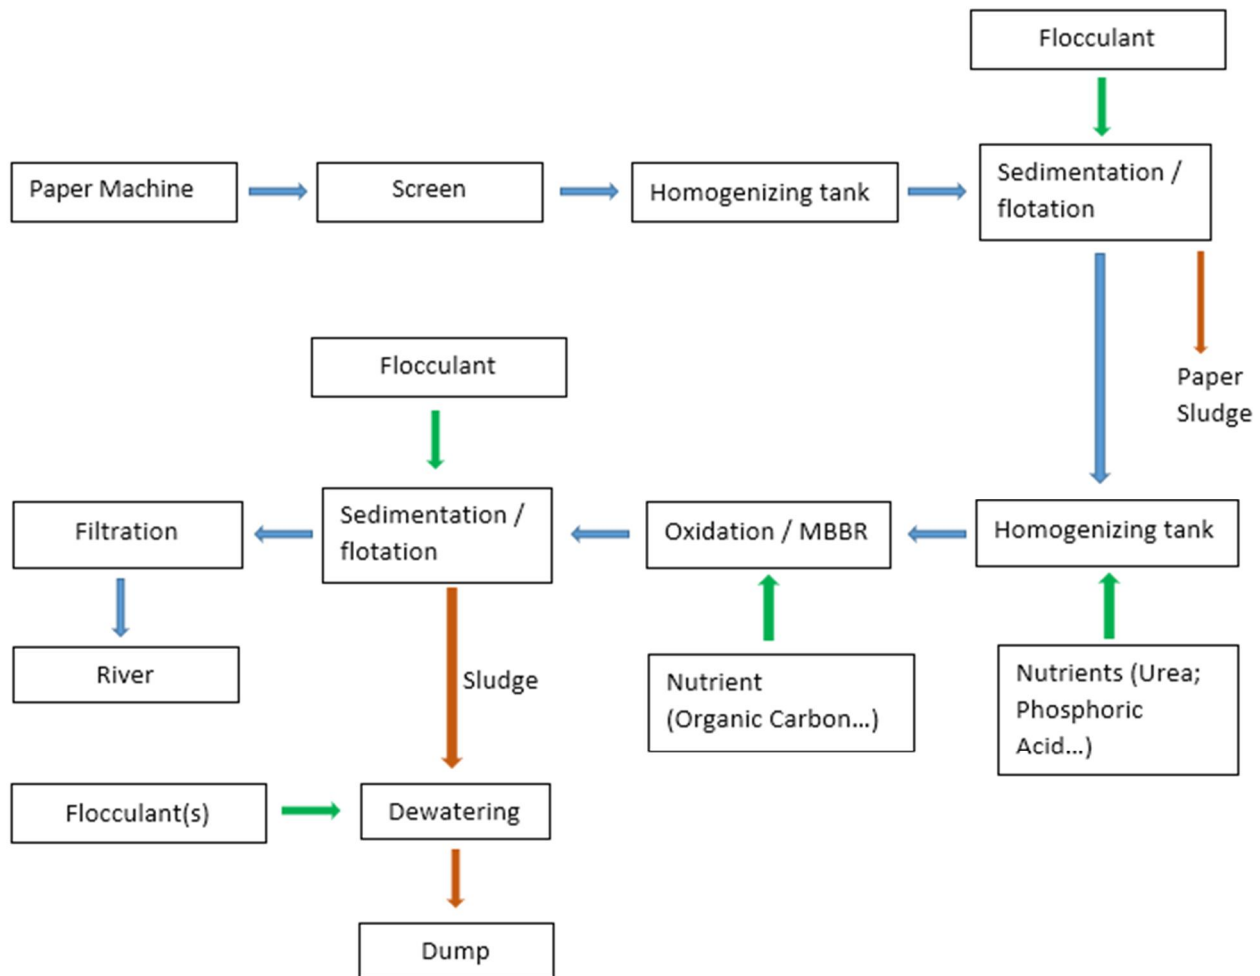 Flocculant
Paper Machine
Screen
Homogenizing tank
Sedimentation /
flotation
Paper
Sludge
Flocculant
Filtration
Sedimentation /
flotation
Oxidation / MBBR
Homogenizing tank
River
Sludge
Nutrient
(Organic Carbon...)
Nutrients (Urea;
Phosphoric
Acid...)
Flocculant(s)
Dewatering
Dump